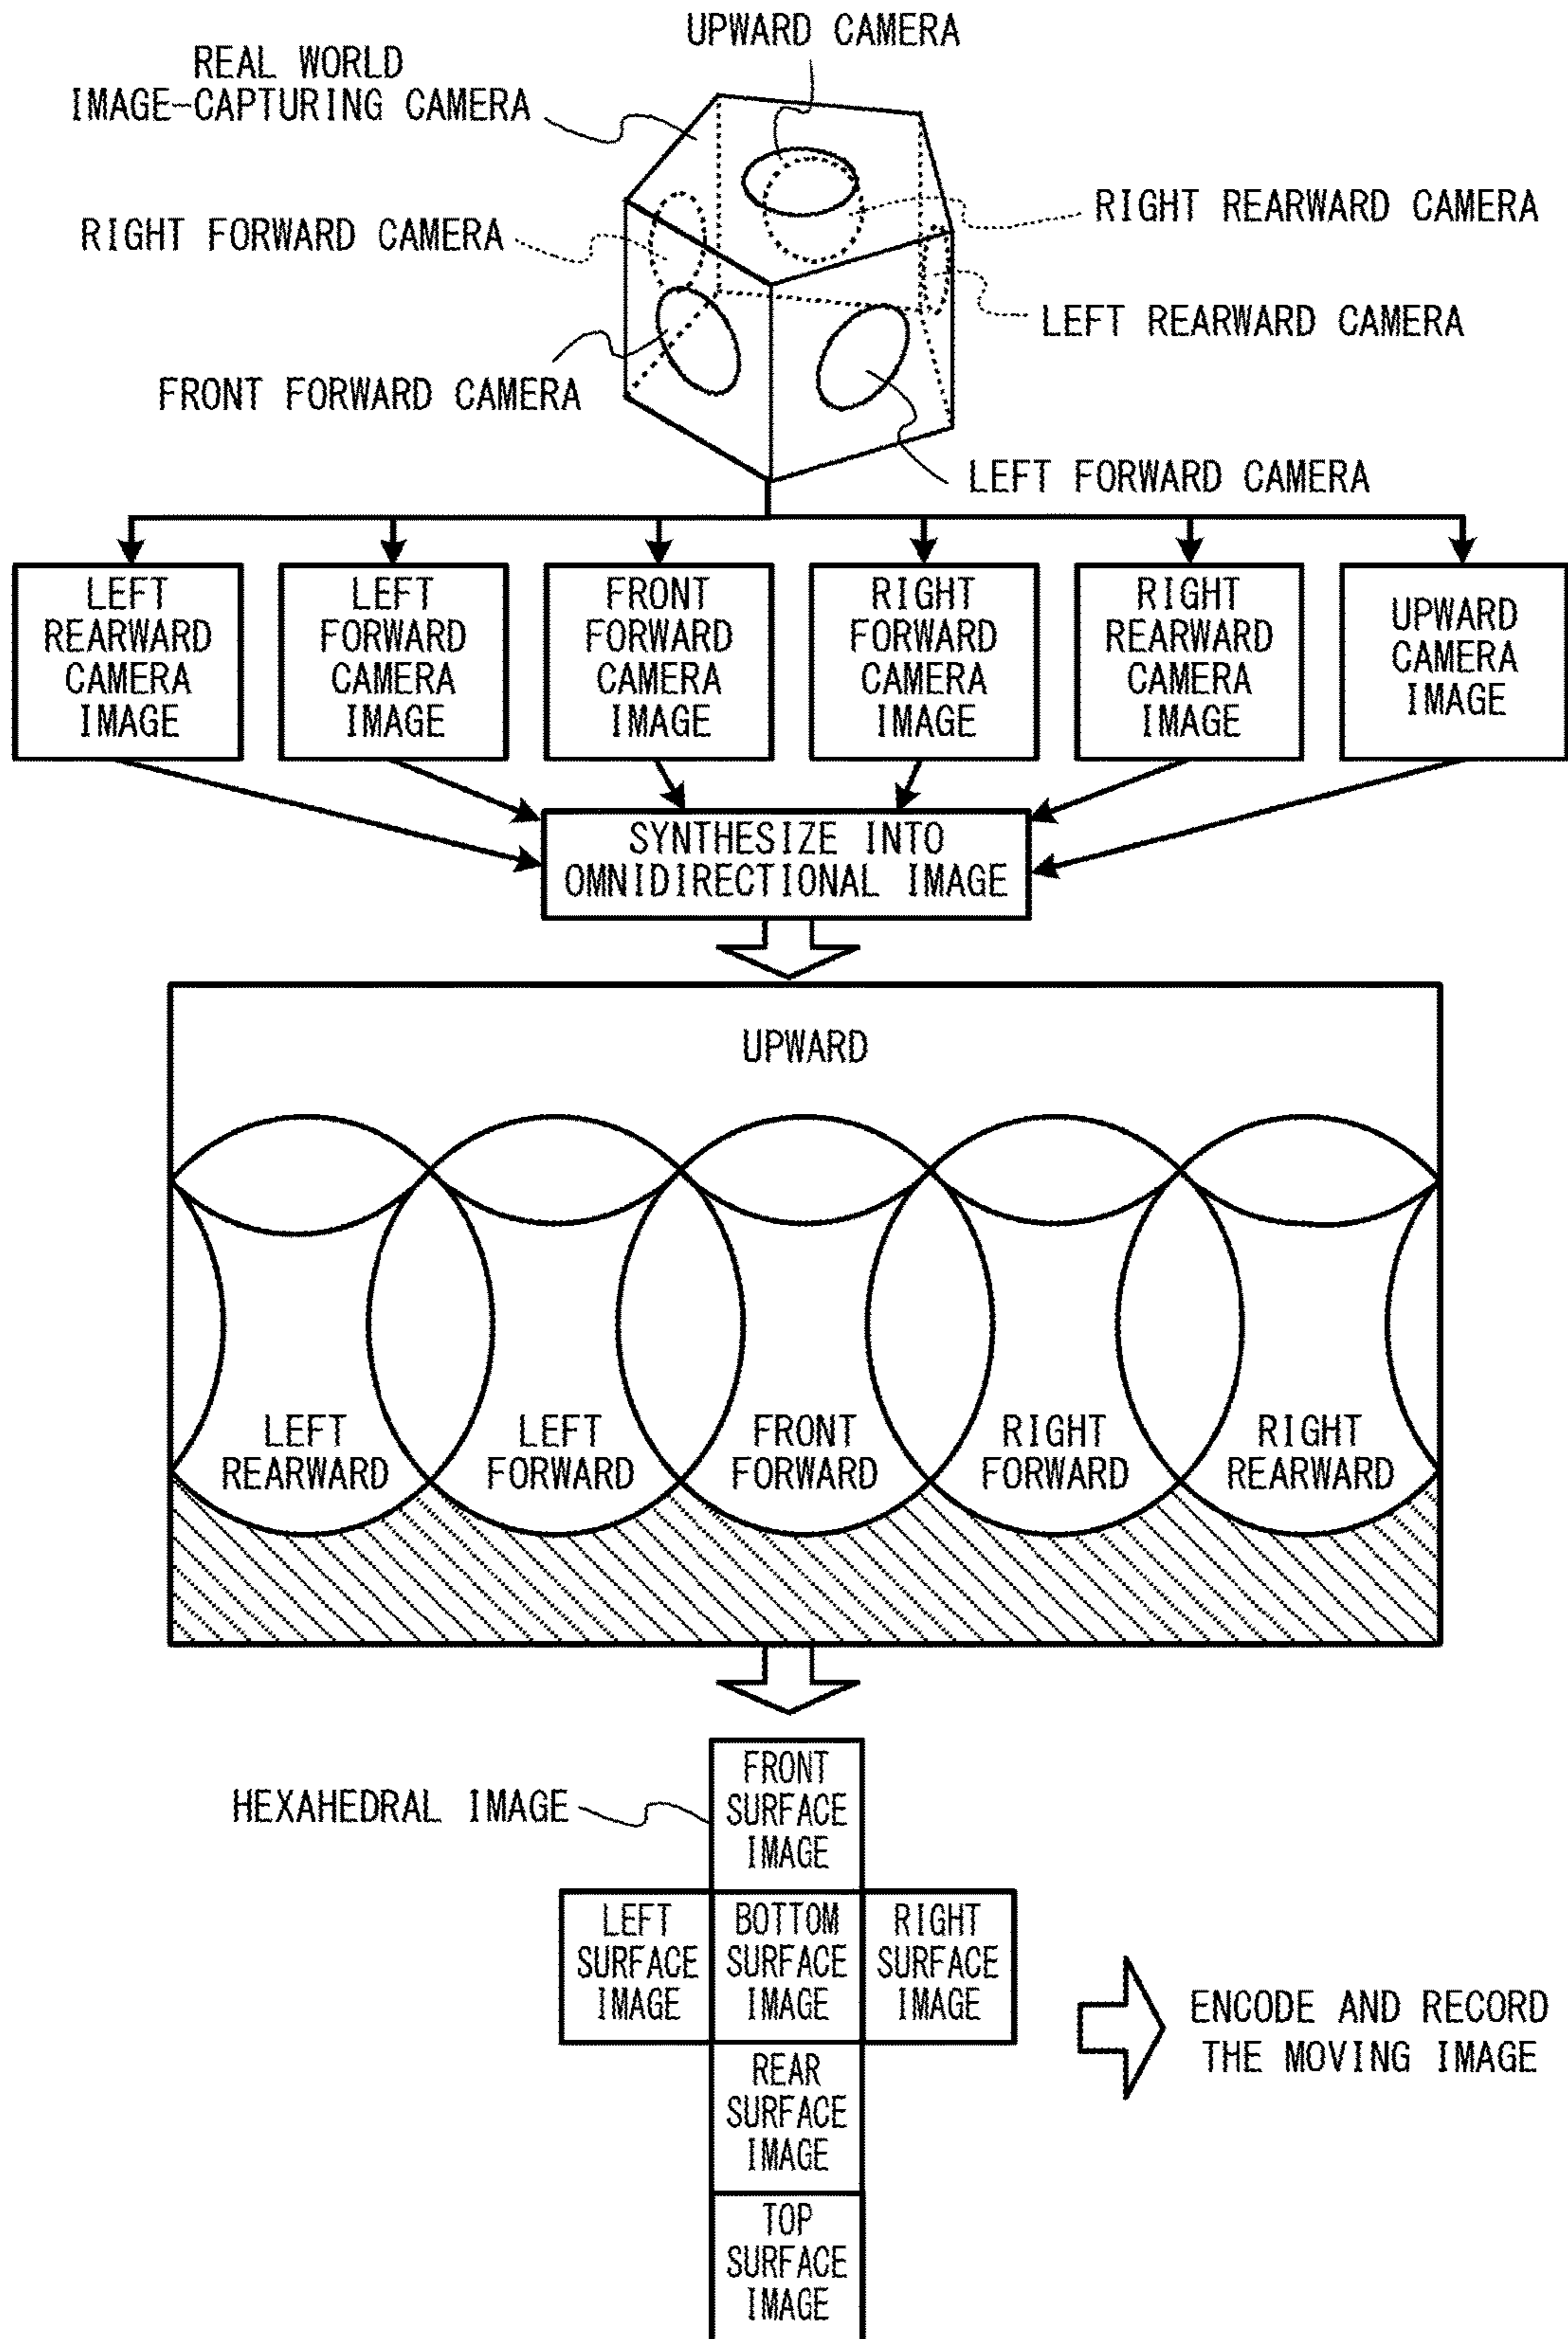 UPWARD CAMERA
REAL WORLD
IMAGE-CAPTURING CAMERA
RIGHT REARWARD CAMERA
RIGHT FORWARD CAMERA
LEFT REARWARD CAMERA
FRONT FORWARD CAMERA
LEFT FORWARD CAMERA
LEFT
REARWARD
CAMERA
IMAGE
LEFT
FORWARD
CAMERA
IMAGE
FRONT
FORWARD
CAMERA
IMAGE
RIGHT
FORWARD
CAMERA
IMAGE
RIGHT
REARWARD
CAMERA
IMAGE
UPWARD
CAMERA
IMAGE
SYNTHESIZE INTO
OMNIDIRECTIONAL IMAGE
UPWARD
LEFT
REARWARD
LEFT
FORWARD
FRONT
FORWARD
RIGHT
FORWARD
RIGHT
REARWARD
HEXAHEDRAL IMAGE
FRONT
SURFACE
IMAGE
LEFT
SURFACE
IMAGE
BOTTOM
SURFACE
IMAGE
RIGHT
SURFACE
IMAGE
ENCODE AND RECORD
THE MOVING IMAGE
REAR
SURFACE
IMAGE
TOP
SURFACE
IMAGE